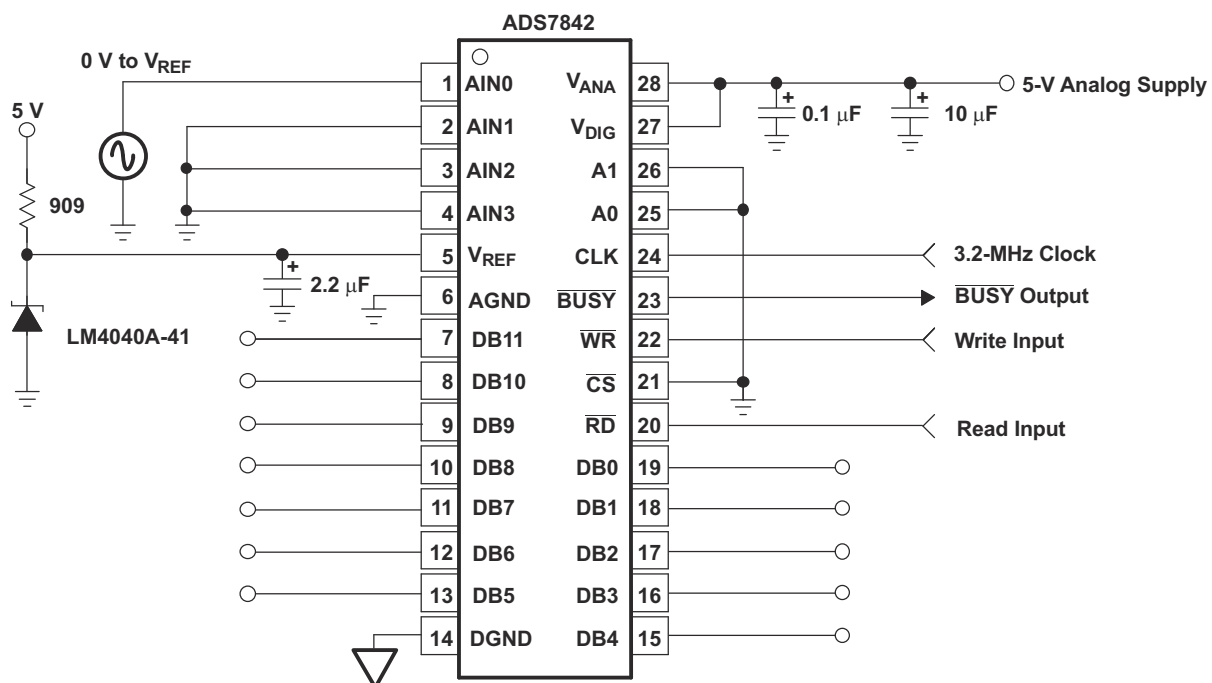 ADS7842
0 V to VREF
5 V
909
LM4040A-41
2.2 μF
+
1 AIN0
2 AIN1
3 AIN2
4 AIN3
5 VREF
6 AGND
7 DB11
8 DB10
9 DB9
10 DB8
11 DB7
12 DB6
13 DB5
14 DGND
VANA 28
VDIG 27
A1 26
A0 25
CLK 24
BUSY 23
WR 22
CS 21
RD 20
DB0 19
DB1 18
DB2 17
DB3 16
DB4 15
+
0.1 μF
+
10 μF
5-V Analog Supply
3.2-MHz Clock
BUSY Output
Write Input
Read Input